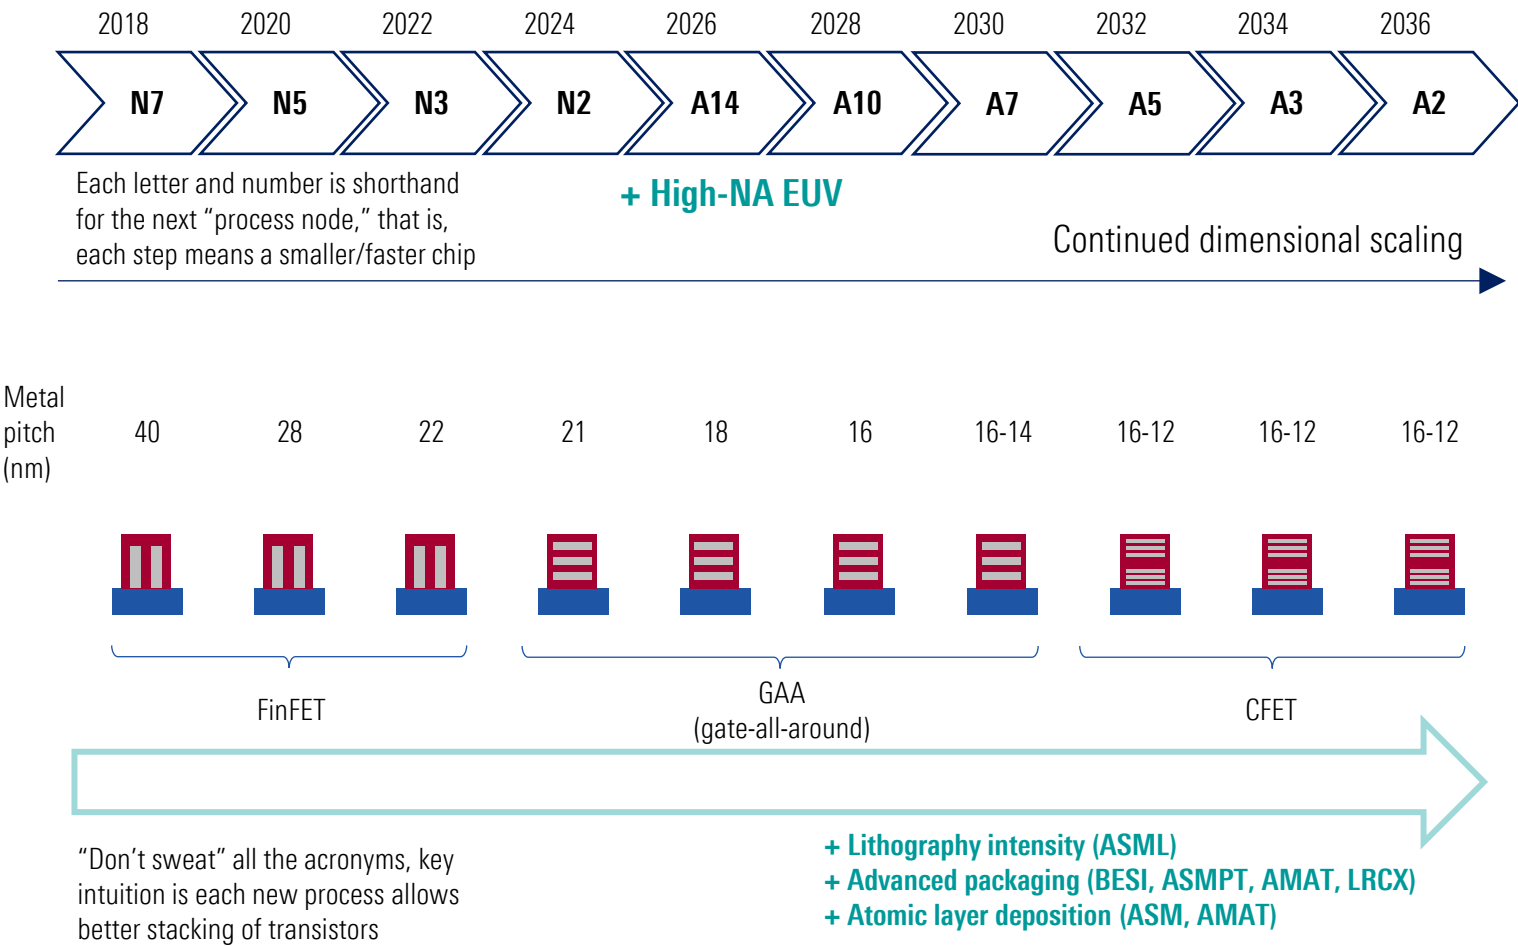 2018 2020 2022 2024 2026 2028 2030 2032 2034 2036
N7 N5 N3 N2 A14 A10 A7 A5 A3 A2
Each letter and number is shorthand
for the next “process node,” that is,
each step means a smaller/faster chip
+ High-NA EUV
Continued dimensional scaling
Metal
pitch
(nm)
40 28 22 21 18 16 16-14 16-12 16-12 16-12
FinFET
GAA
(gate-all-around)
CFET
“Don’t sweat” all the acronyms, key
intuition is each new process allows
better stacking of transistors
+ Lithography intensity (ASML)
+ Advanced packaging (BESI, ASMPT, AMAT, LRCX)
+ Atomic layer deposition (ASM, AMAT)